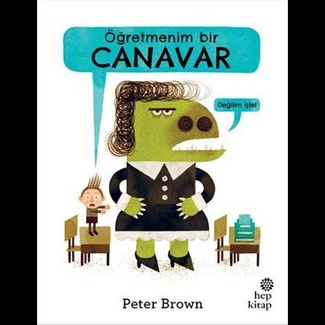 Öğretmenim bir
CANAVAR
Değilim işte!
Peter Brown
hep
kitap